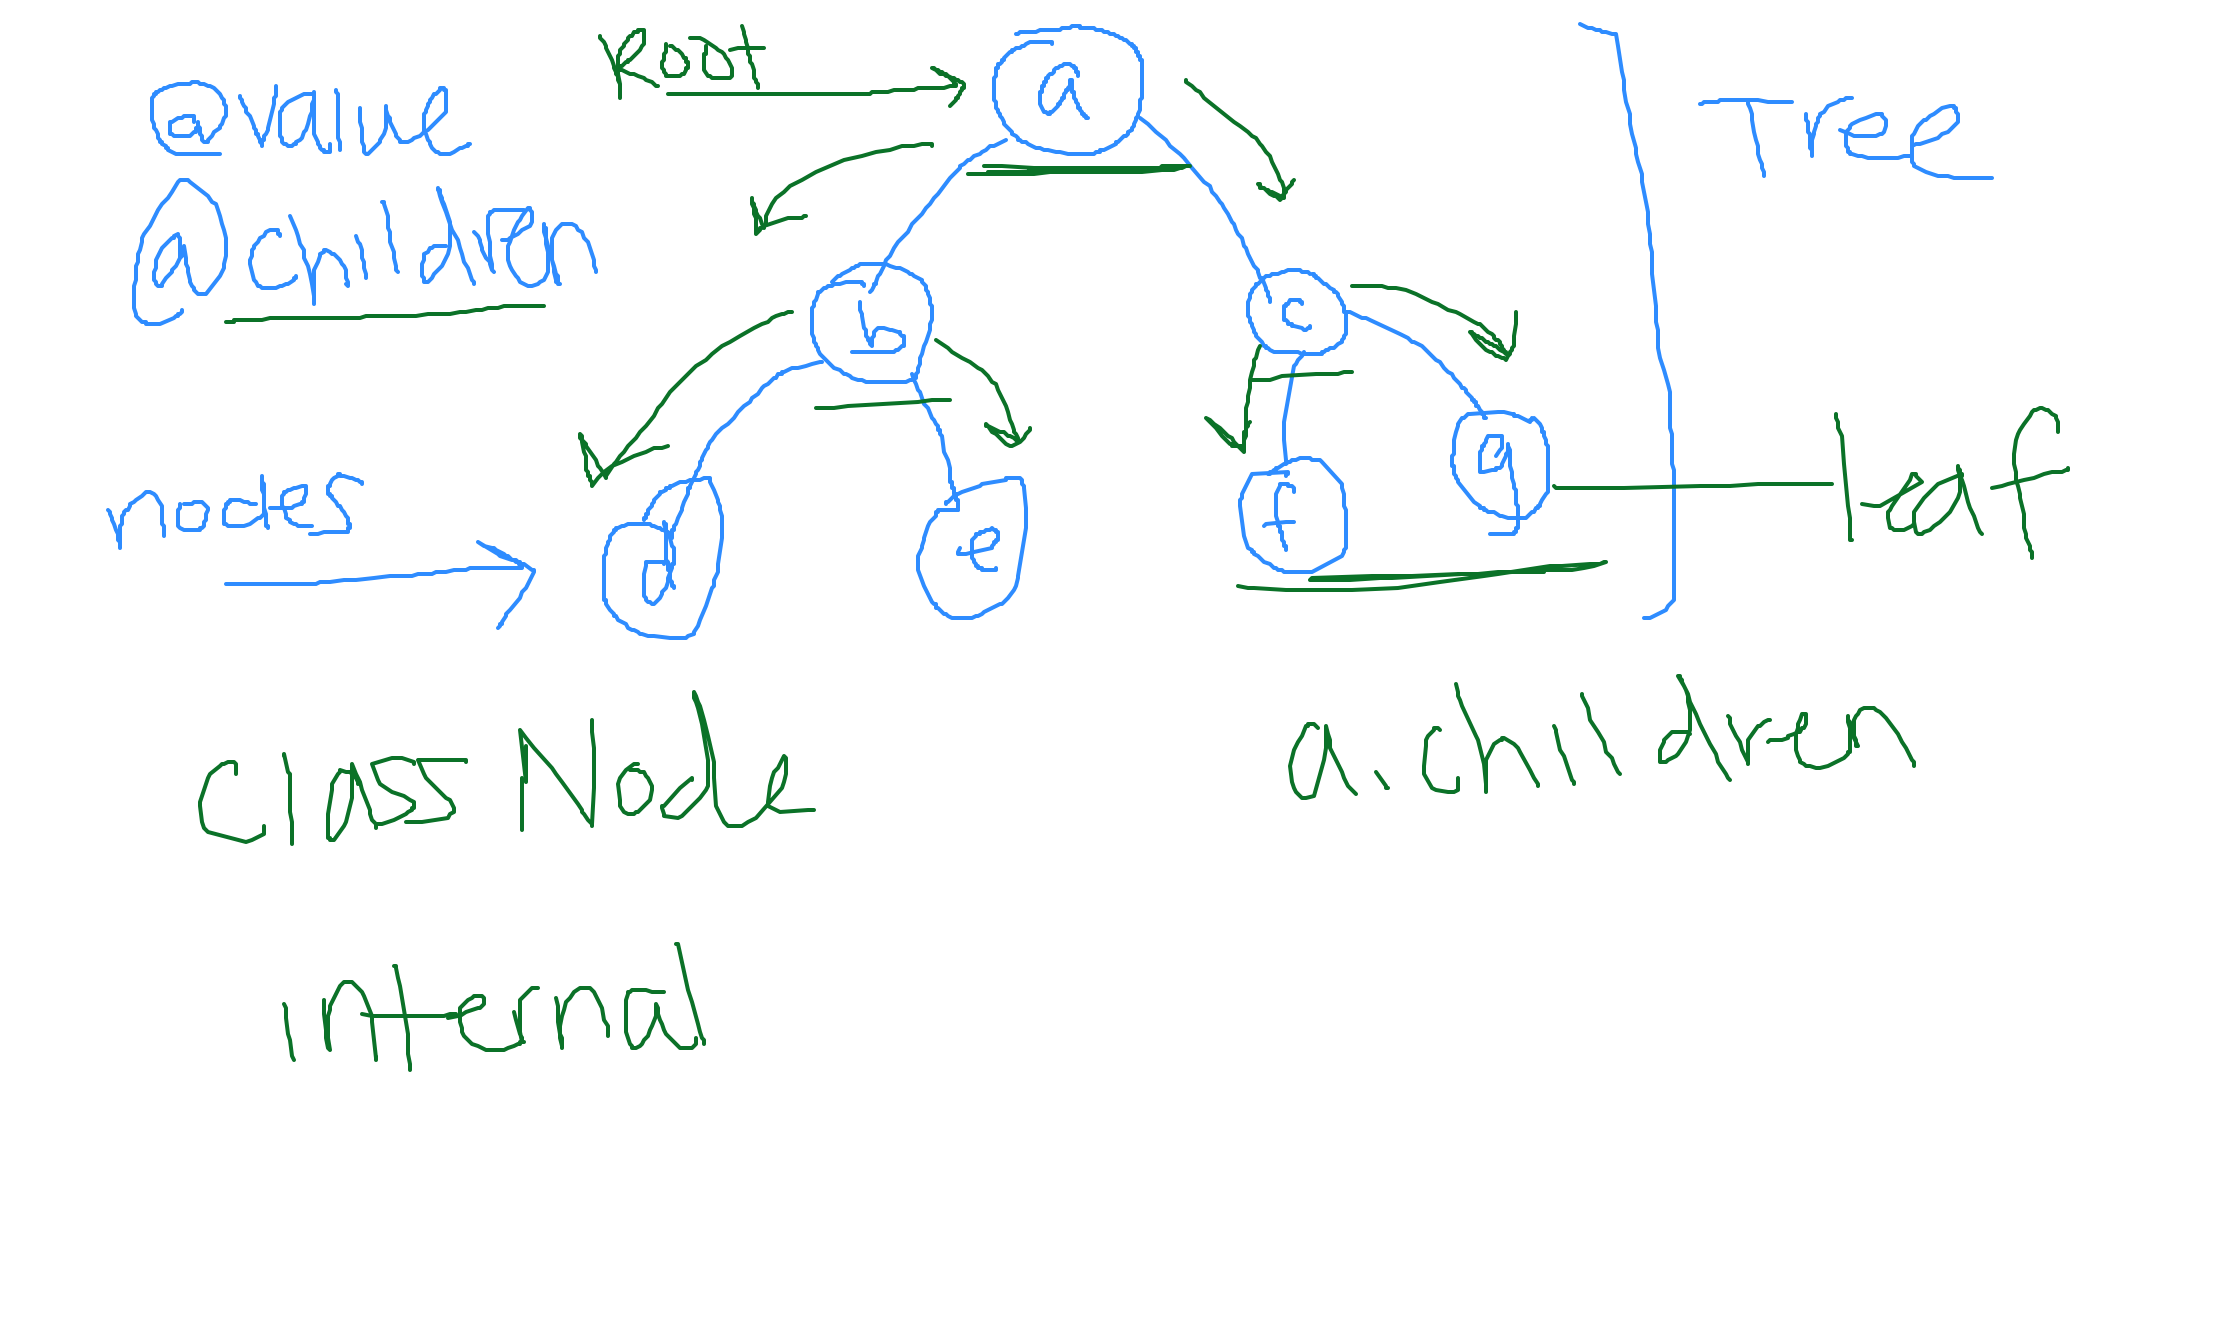 Root
a
@value
Tree
@children
b
c
leaf
nodes
d
e
f
g
Class Node
a.children
internal